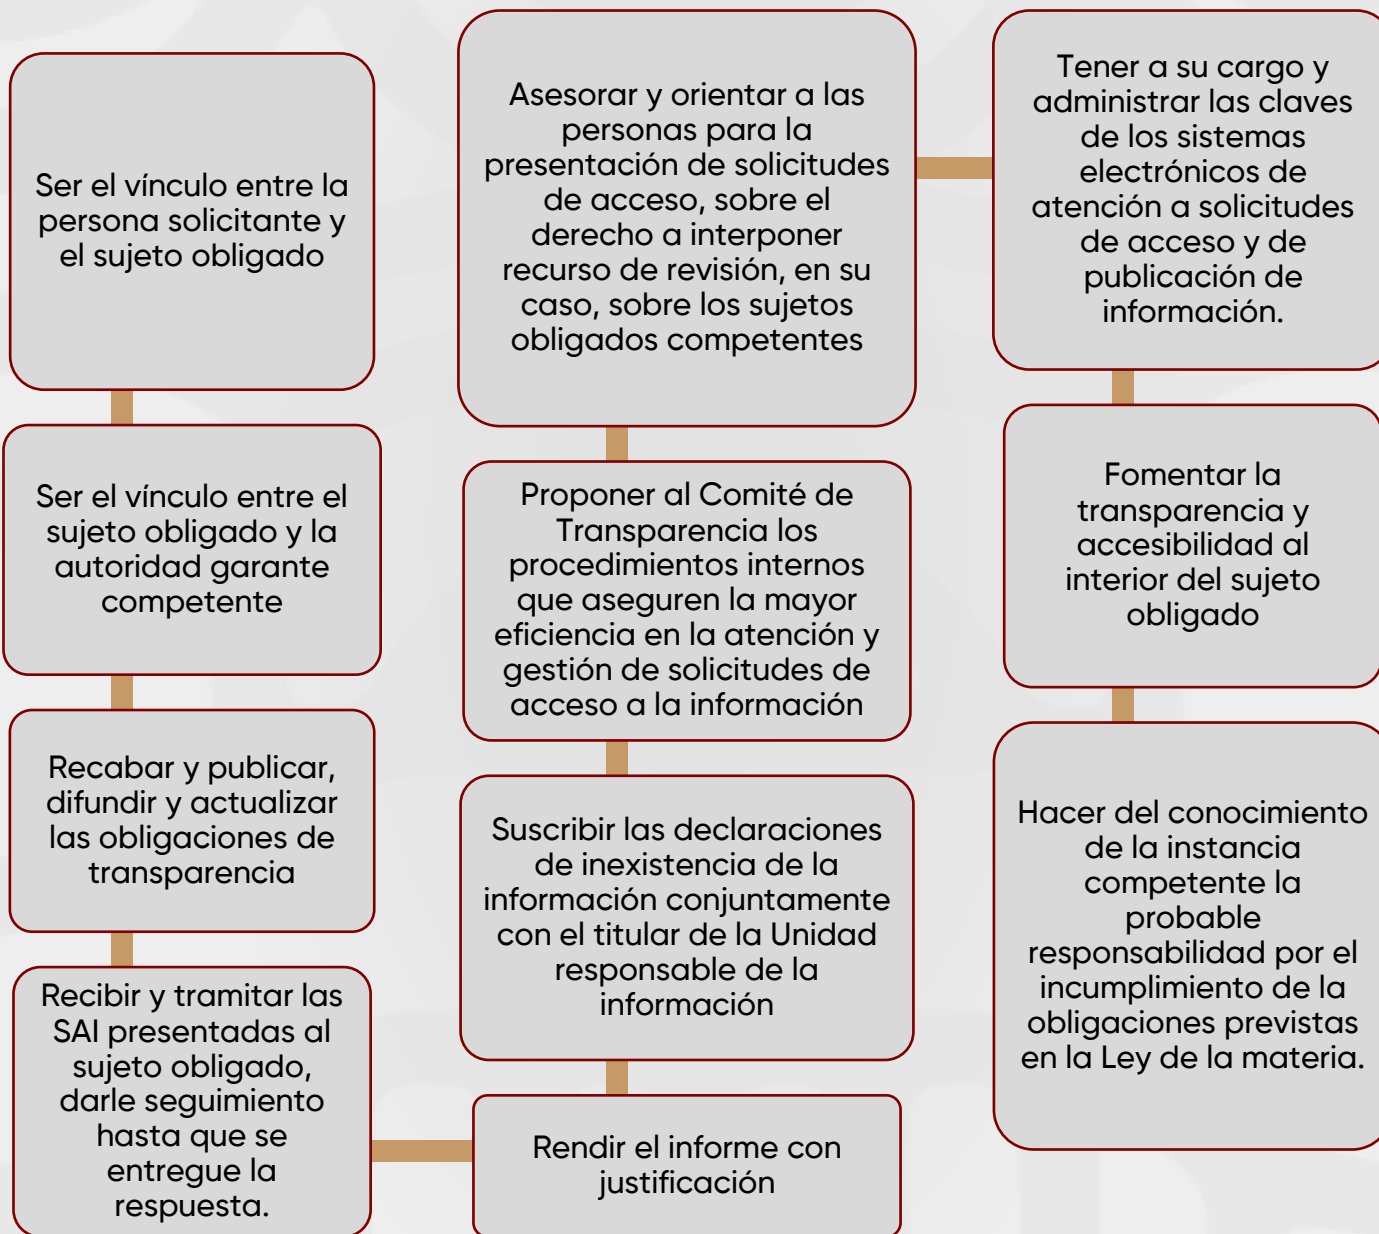 Ser el vínculo entre la
persona solicitante y
el sujeto obligado
Ser el vínculo entre el
sujeto obligado y la
autoridad garante
competente
Recabar y publicar,
difundir y actualizar
las obligaciones de
transparencia
Recibir y tramitar las
SAI presentadas al
sujeto obligado,
darle seguimiento
hasta que se
entregue la
respuesta.
Rendir el informe con
justificación
Suscribir las declaraciones
de inexistencia de la
información conjuntamente
con el titular de la Unidad
responsable de la
información
Proponer al Comité de
Transparencia los
procedimientos internos
que aseguren la mayor
eficiencia en la atención y
gestión de solicitudes de
acceso a la información
Asesorar y orientar a las
personas para la
presentación de solicitudes
de acceso, sobre el
derecho a interponer
recurso de revisión, en su
caso, sobre los sujetos
obligados competentes
Tener a su cargo y
administrar las claves
de los sistemas
electrónicos de
atención a solicitudes
de acceso y de
publicación de
información.
Fomentar la
transparencia y
accesibilidad al
interior del sujeto
obligado
Hacer del conocimiento
de la instancia
competente la
probable
responsabilidad por el
incumplimiento de la
obligaciones previstas
en la Ley de la materia.